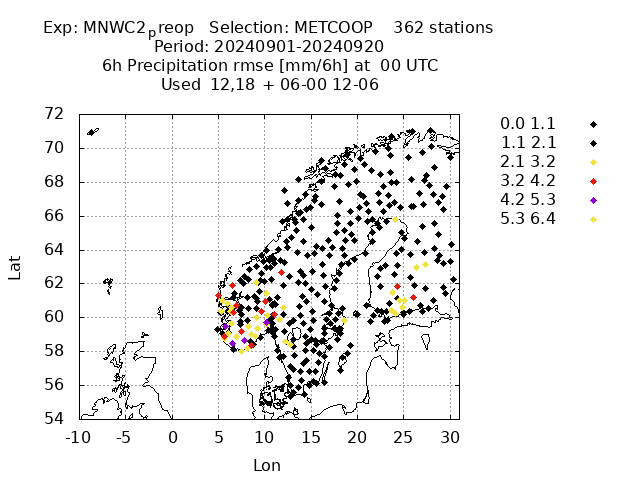 Exp: MNWC2preop Selection: METCOOP 362 stations
Period: 20240901-20240920
6h Precipitation rmse [mm/6h] at 00 UTC
Used 12,18 + 06-00 12-06
0.0 1.1
1.1 2.1
2.1 3.2
3.2 4.2
4.2 5.3
5.3 6.4
72
70
68
66
64
62
60
58
56
54
Lat
-10 -5 0 5 10 15 20 25 30
Lon